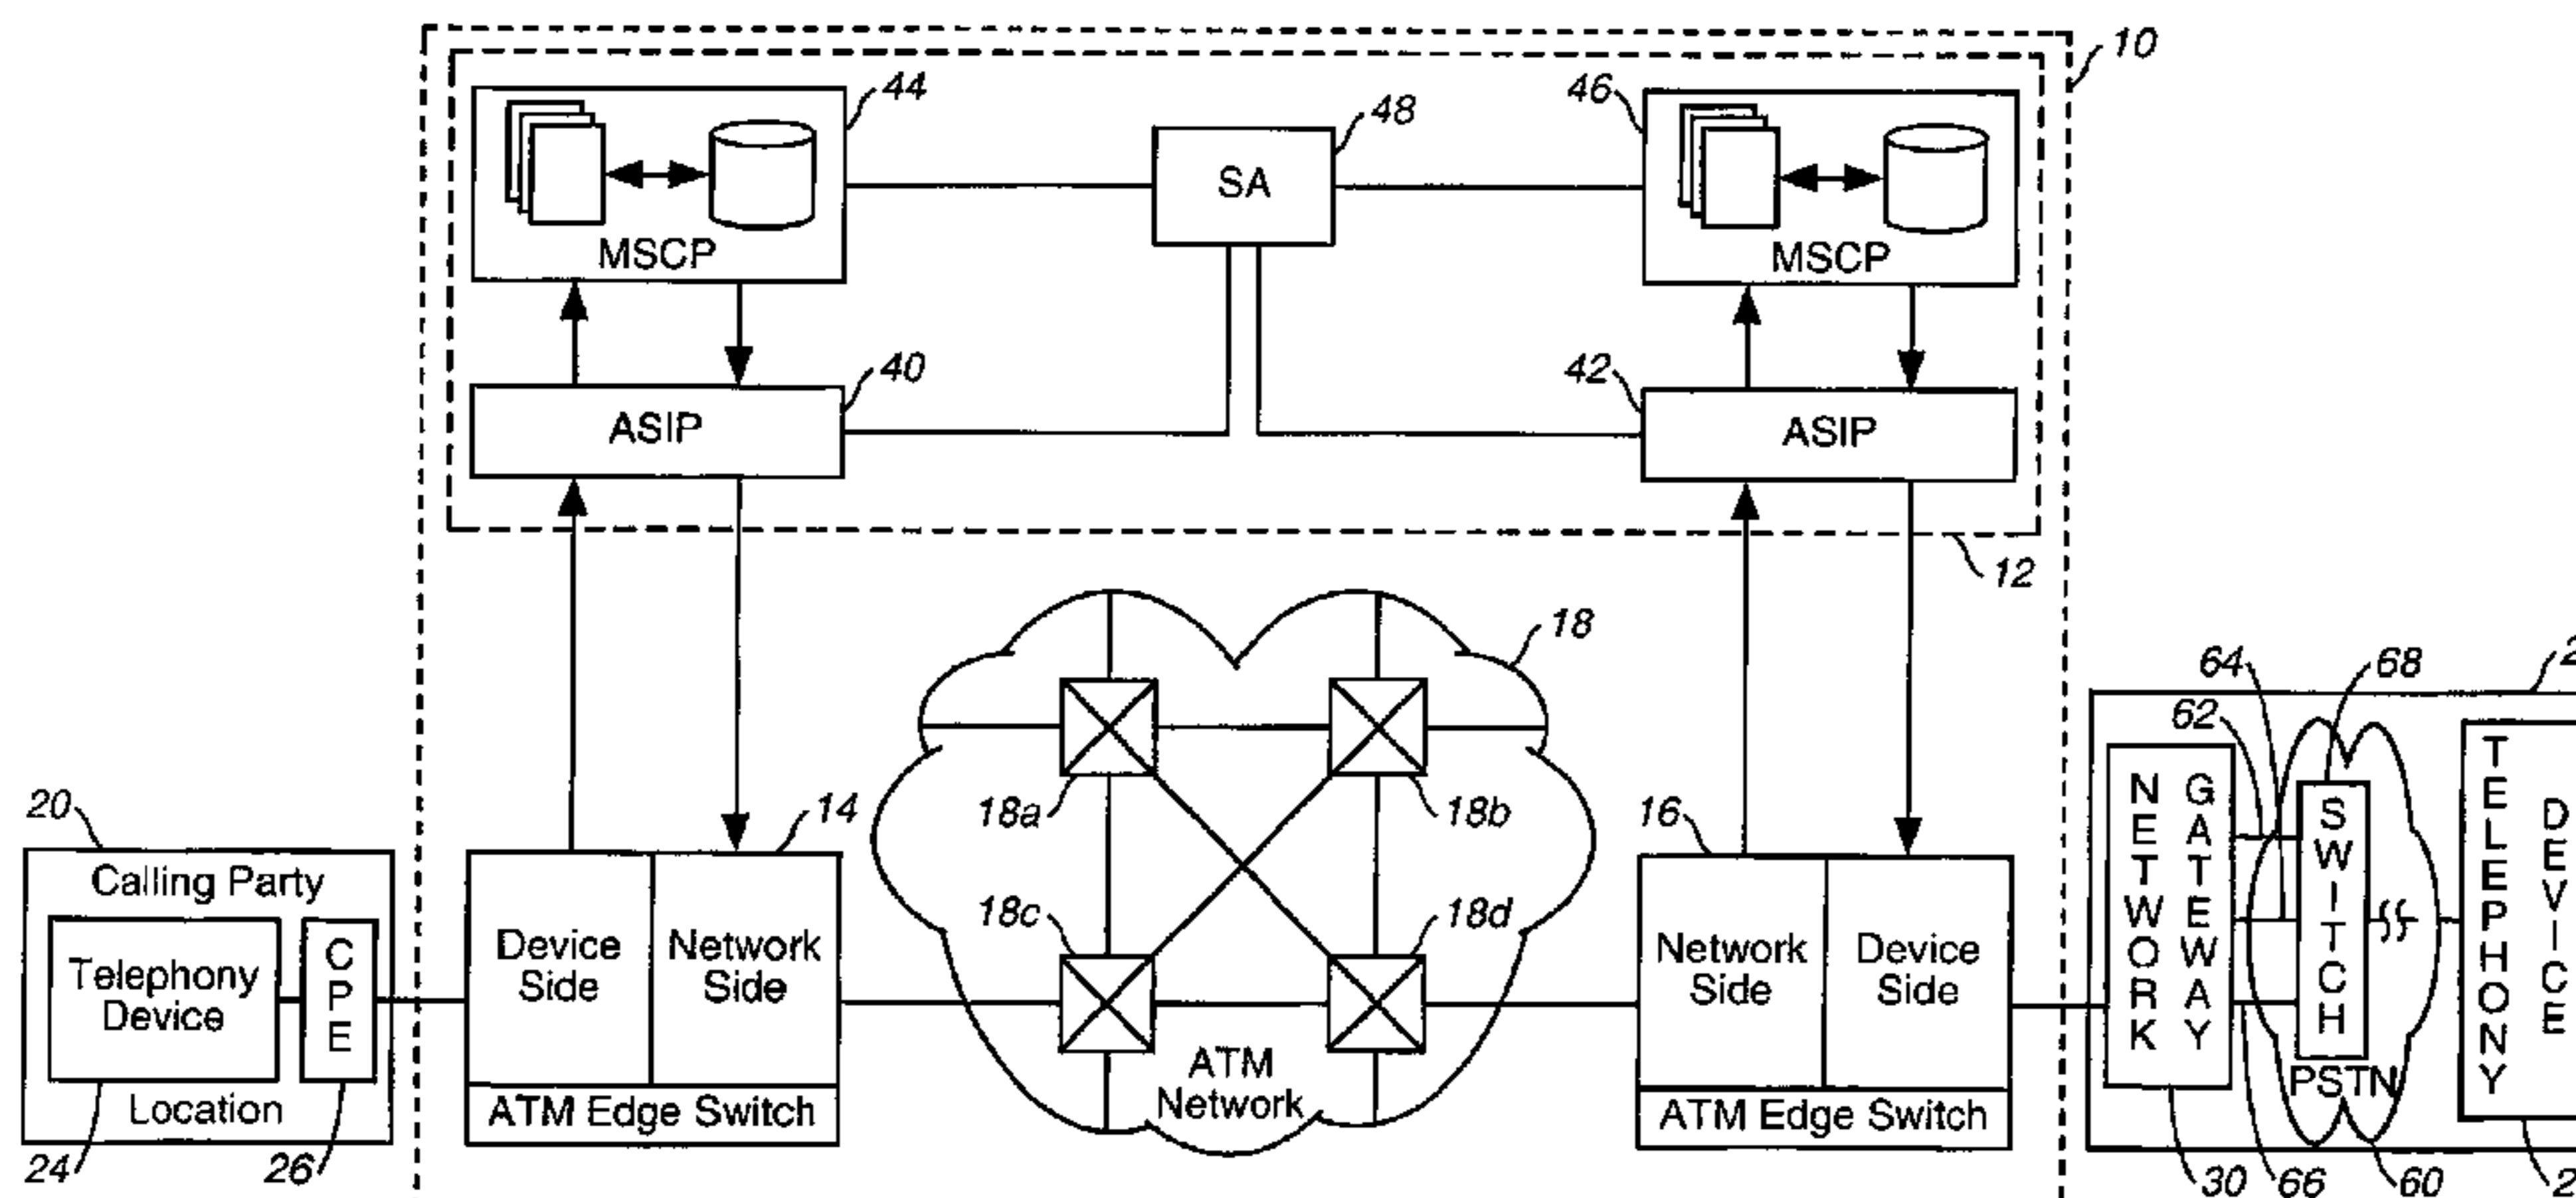 10
44
46
48
SA
MSCP
MSCP
40
42
ASIP
ASIP
12
18
64
68
62
18a
18b
14
16
20
Calling Party
Telephony
Device
CPE
Location
24
26
18c
18d
Device
Side
Network
Side
ATM Edge Switch
ATM
Network
Network
Side
Device
Side
ATM Edge Switch
NETWORK
GATEWAY
SWITCH
PSTN
TELEPHONY
DEVICE
30
66
60